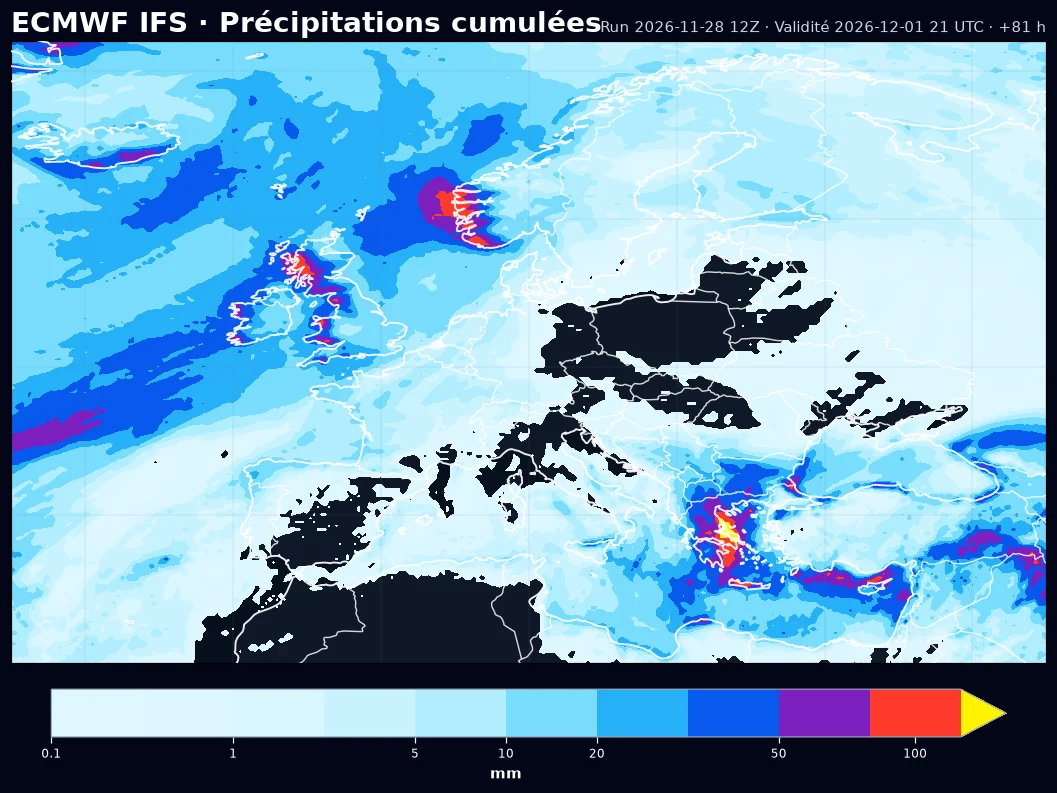 ECMWF IFS · Précipitations cumulées
Run 2026-11-28 12Z · Validité 2026-12-01 21 UTC · +81 h
0.1 1 5 10 20 50 100
mm